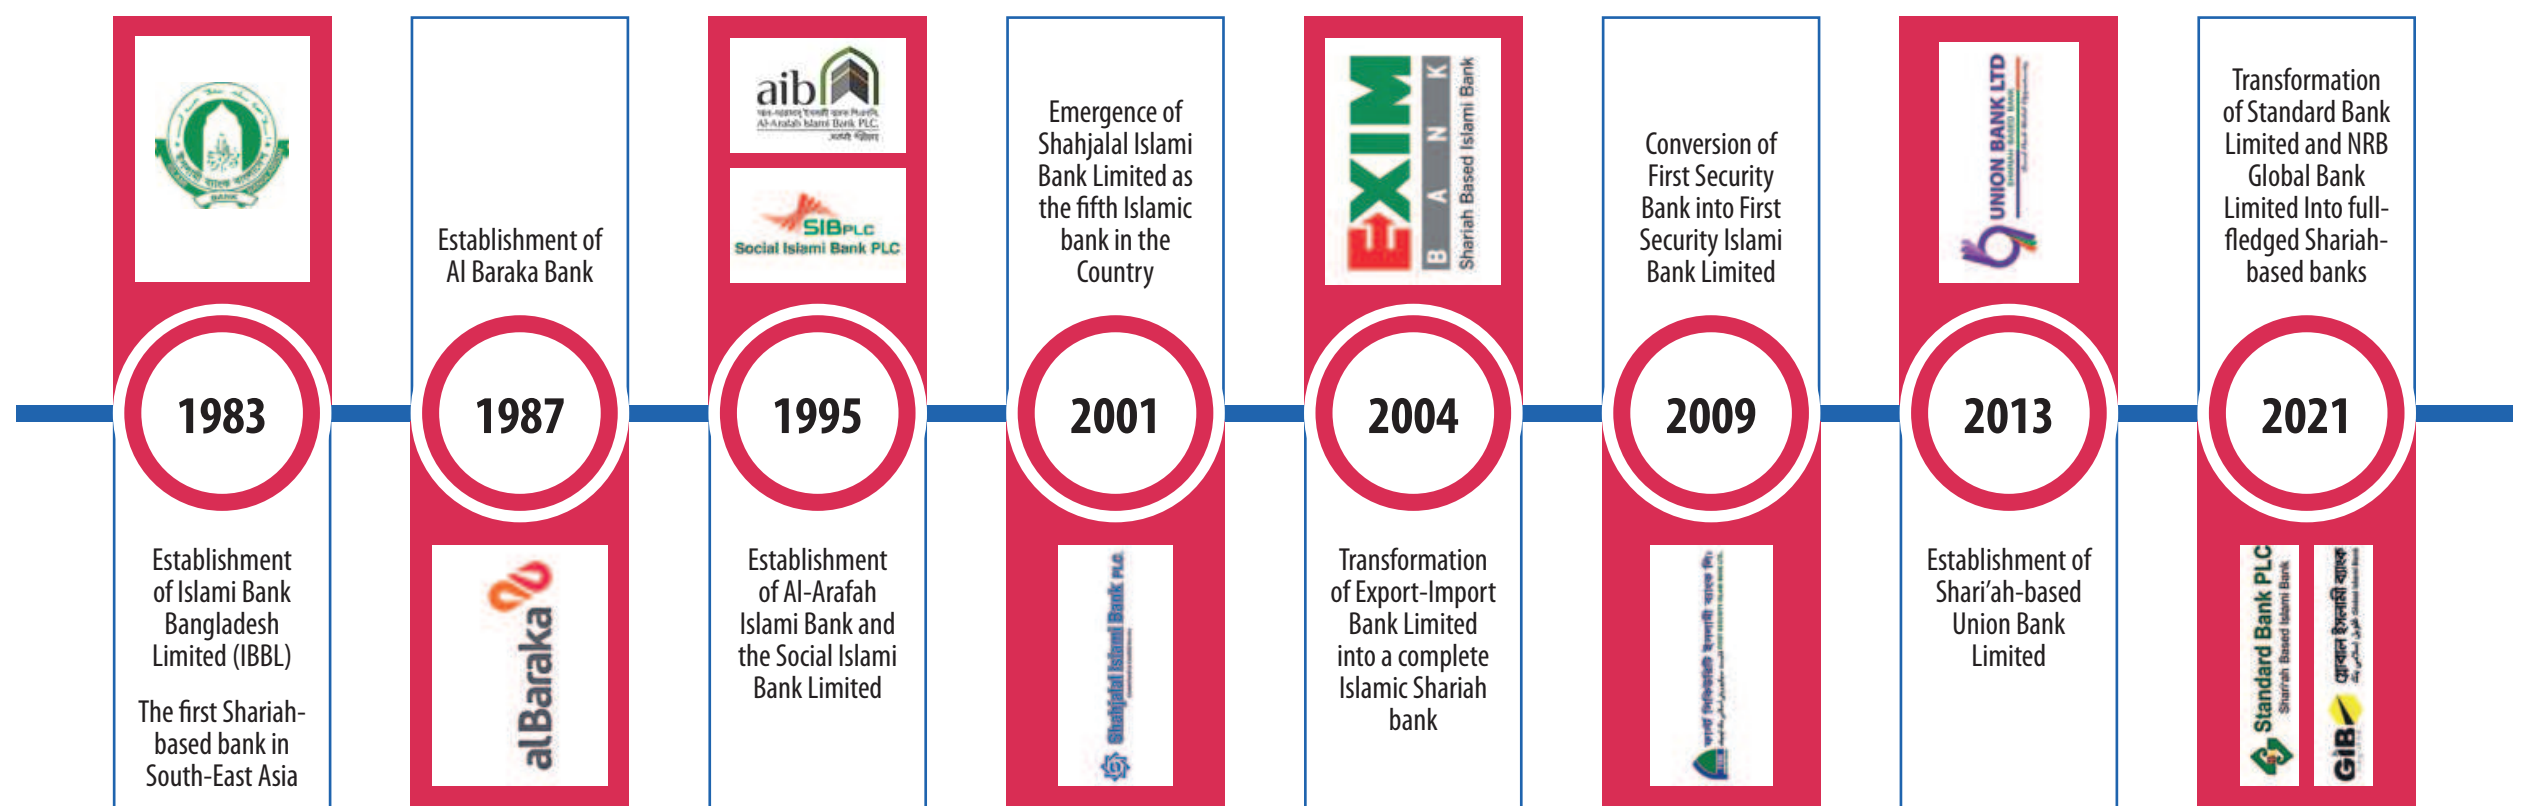 Establishment
of Islami Bank
Bangladesh
Limited (IBBL)
The first Shariah-
based bank in
South-East Asia
1983
Establishment of
Al Baraka Bank
1987
al Baraka
aib
Al-Arafah Islami Bank PLC.
SIBPLC
Social Islami Bank PLC
1995
Establishment
of Al-Arafah
Islami Bank and
the Social Islami
Bank Limited
Emergence of
Shahjalal Islami
Bank Limited as
the fifth Islamic
bank in the
Country
2001
Shahjalal Islami Bank PLC.
EXIM
BANK
Shariah Based Islami Bank
2004
Transformation
of Export-Import
Bank Limited
into a complete
Islamic Shariah
bank
Conversion of
First Security
Bank into First
Security Islami
Bank Limited
2009
UNION BANK LTD
SHARIAH BASED BANK
2013
Establishment of
Shari’ah-based
Union Bank
Limited
Transformation
of Standard Bank
Limited and NRB
Global Bank
Limited Into full-
fledged Shariah-
based banks
2021
Standard Bank PLC
Shari'ah Based Islami Bank
GiB
গ্লোবাল ইসলামী ব্যাংক